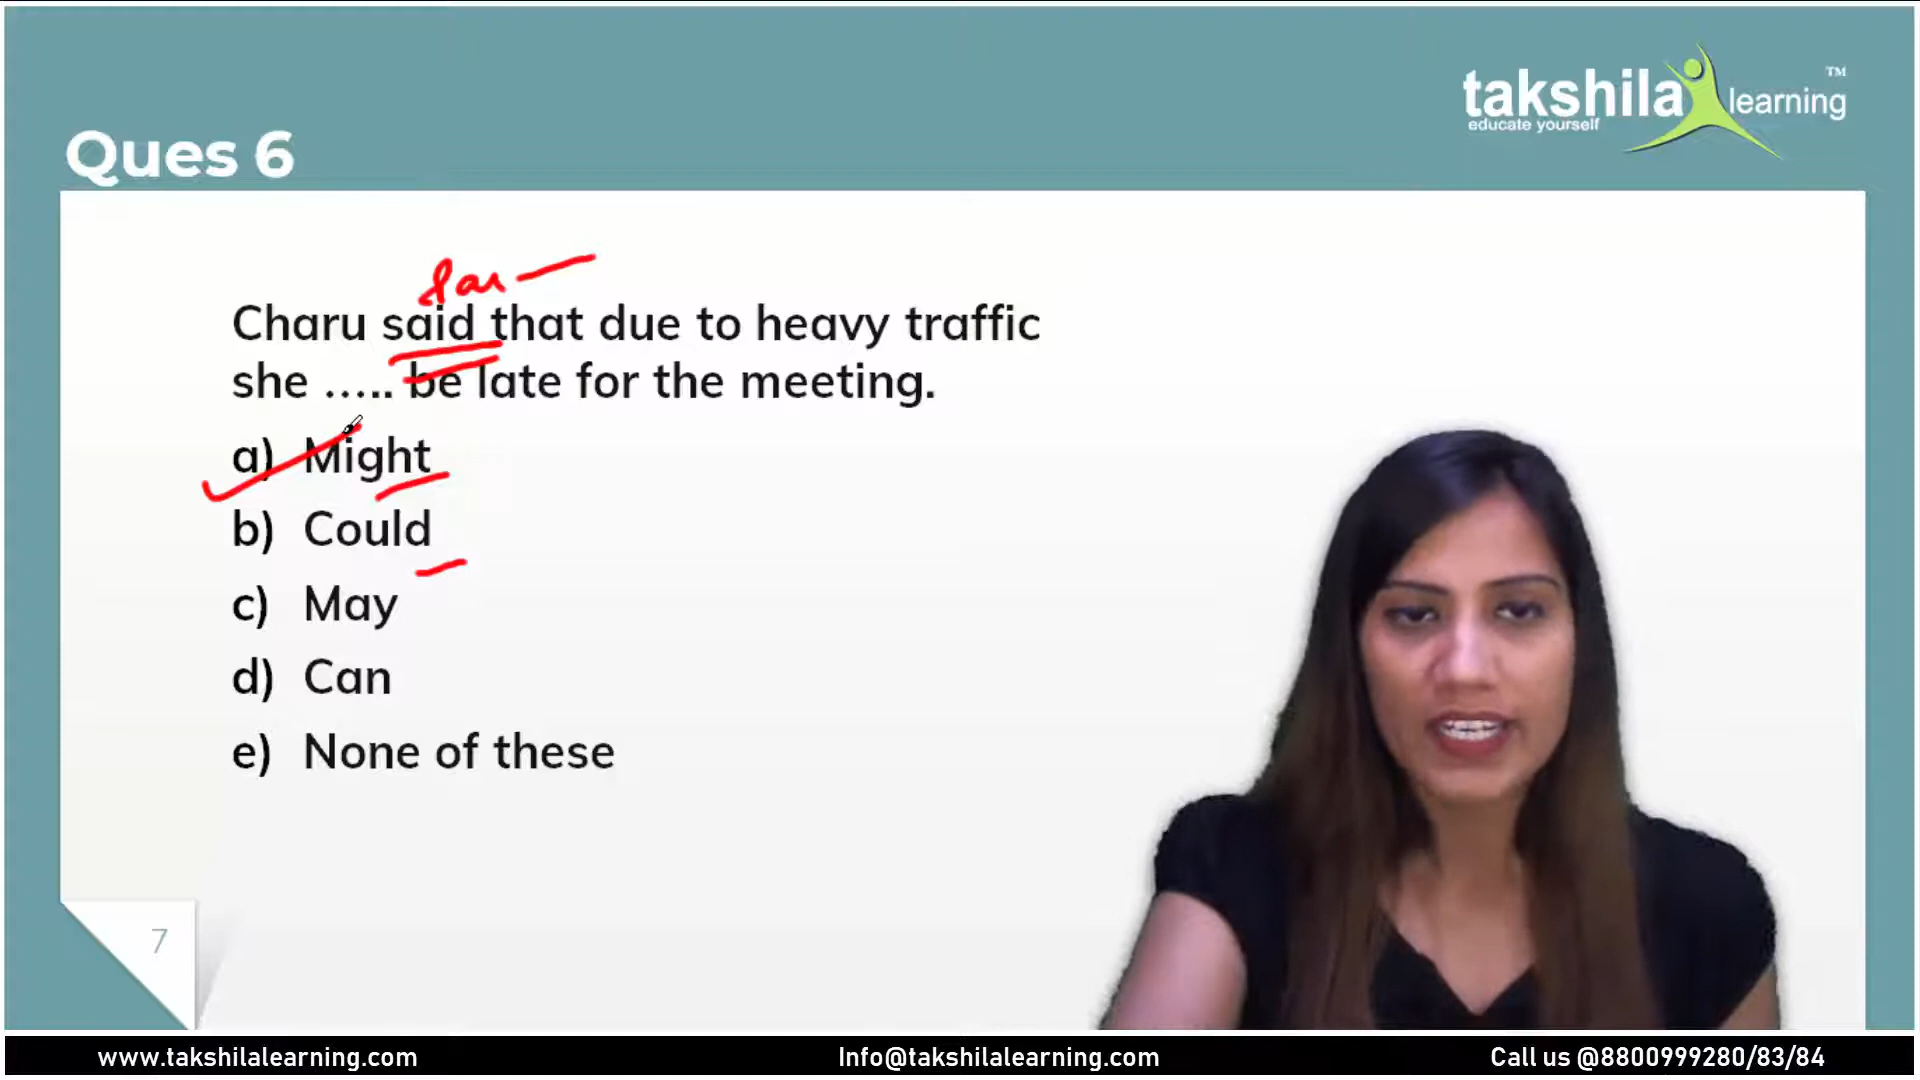 takshila learning ™
educate yourself
Ques 6
Charu said that due to heavy traffic
she ..... be late for the meeting.
a) Might
b) Could
c) May
d) Can
e) None of these
7
www.takshilalearning.com
Info@takshilalearning.com
Call us @8800999280/83/84